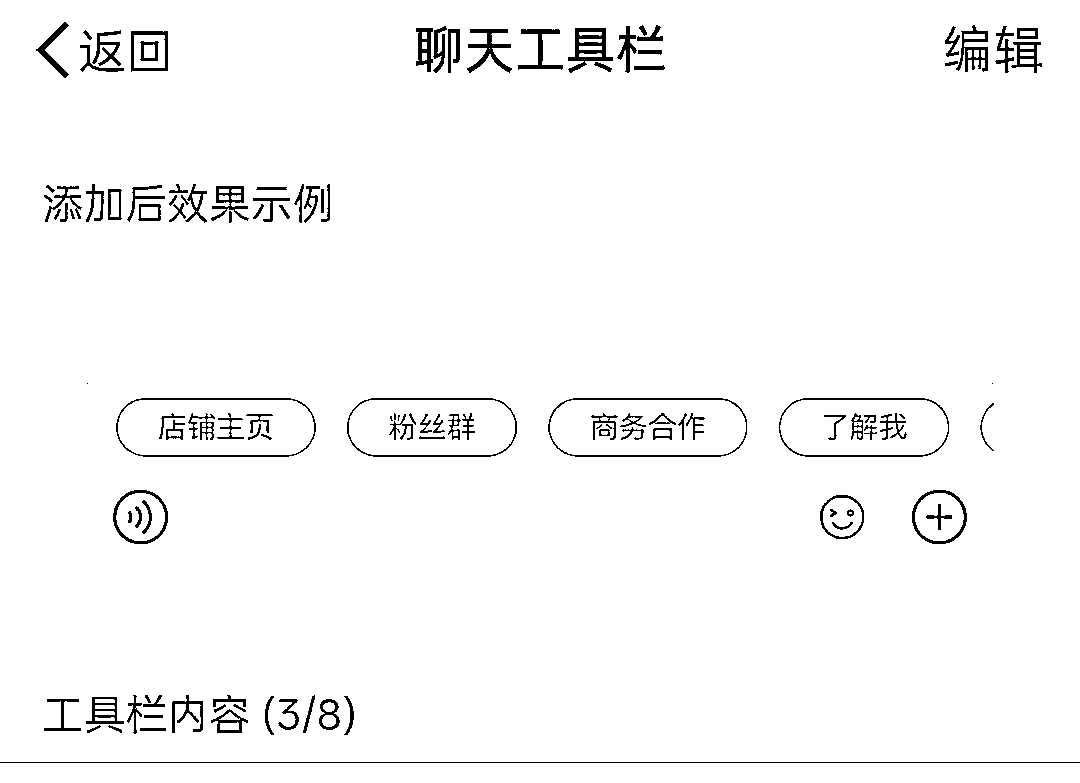 返回 聊天工具栏 编辑
添加后效果示例
店铺主页 粉丝群 商务合作 了解我
工具栏内容 (3/8)